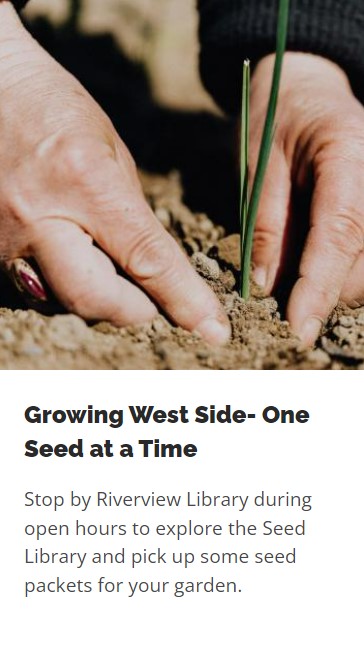 Growing West Side- One
Seed at a Time
Stop by Riverview Library during
open hours to explore the Seed
Library and pick up some seed
packets for your garden.